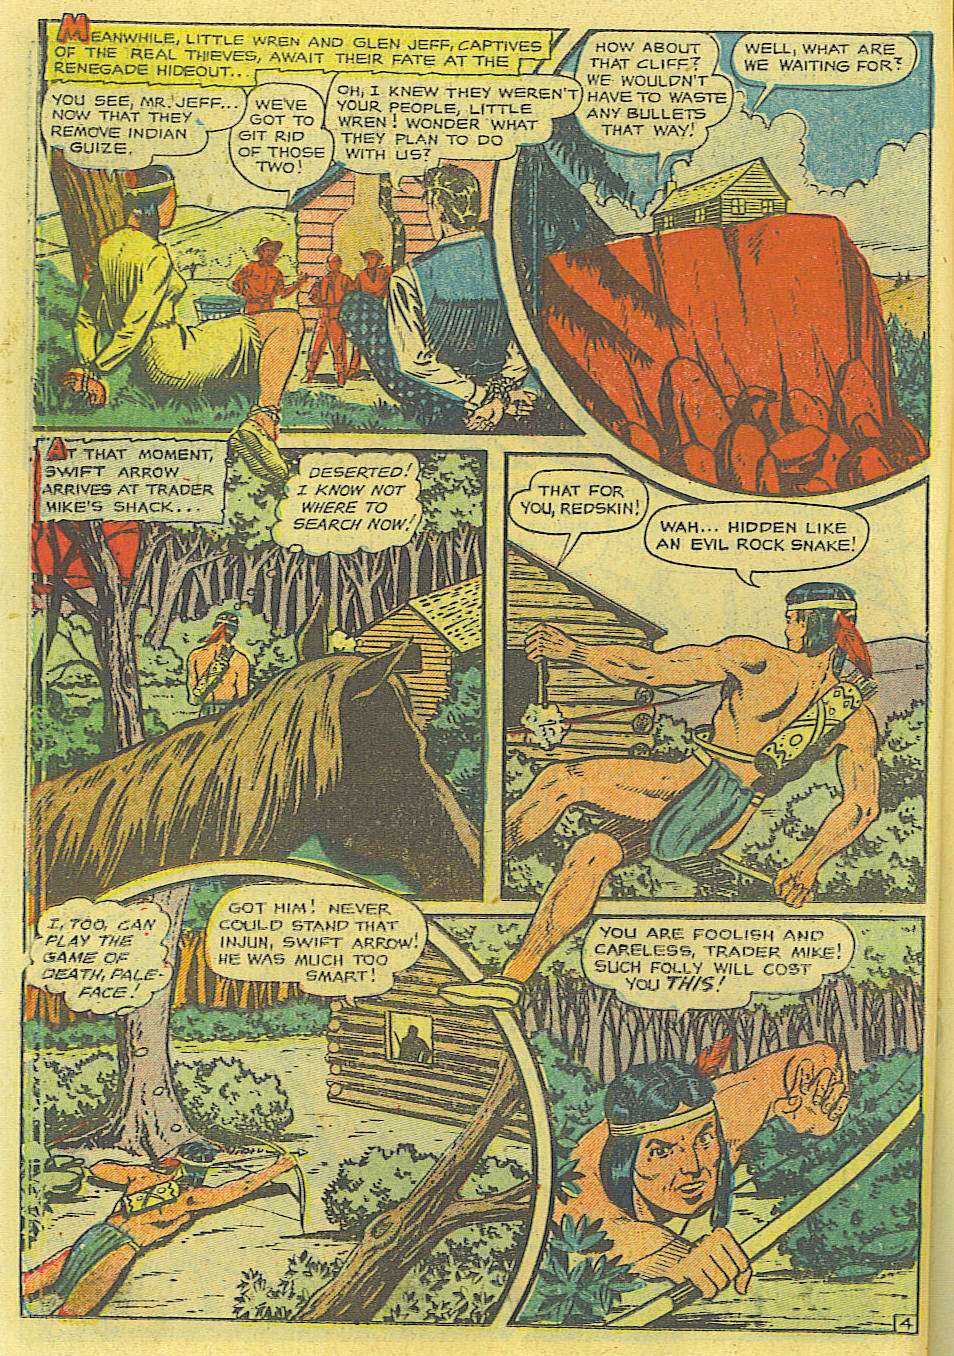 MEANWHILE, LITTLE WREN AND GLEN JEFF, CAPTIVES
OF THE REAL THIEVES, AWAIT THEIR FATE AT THE
RENEGADE HIDEOUT...
YOU SEE, MR. JEFF...
NOW THAT THEY
REMOVE INDIAN
GUIZE.
WE'VE
GOT TO
GIT RID
OF THOSE
TWO!
OH, I KNEW THEY WEREN'T
YOUR PEOPLE, LITTLE
WREN! WONDER WHAT
THEY PLAN TO DO
WITH US?
HOW ABOUT
THAT CLIFF?
WE WOULDN'T
HAVE TO WASTE
ANY BULLETS
THAT WAY!
WELL, WHAT ARE
WE WAITING FOR?
AT THAT MOMENT,
SWIFT ARROW
ARRIVES AT TRADER
MIKE'S SHACK...
DESERTED!
I KNOW NOT
WHERE TO
SEARCH NOW!
THAT FOR
YOU, REDSKIN!
WAH... HIDDEN LIKE
AN EVIL ROCK SNAKE!
I, TOO, CAN
PLAY THE
GAME OF
DEATH, PALE-
FACE!
GOT HIM! NEVER
COULD STAND THAT
INJUN, SWIFT ARROW!
HE WAS MUCH TOO
SMART!
YOU ARE FOOLISH AND
CARELESS, TRADER MIKE!
SUCH FOLLY WILL COST
YOU THIS!
4